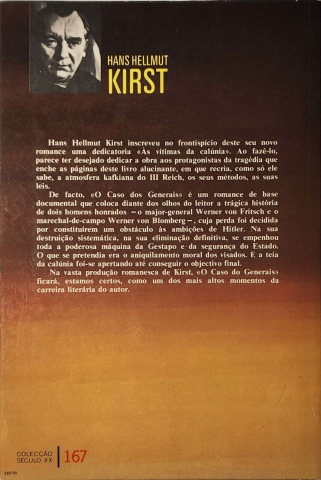 HANS HELLMUT
KIRST
Hans Hellmut Kirst inscreveu no frontispício deste seu novo
romance uma dedicatória «Às vítimas da calúnia». Ao fazê-lo,
parece ter desejado dedicar a obra aos protagonistas da tragédia que
enche as páginas deste livro alucinante, em que recria, como só ele
sabe, a atmosfera kafkiana do III Reich, os seus métodos, as suas
leis.
De facto, «O Caso dos Generais» é um romance de base
documental que coloca diante dos olhos do leitor a trágica história
de dois homens honrados — o major-general Werner von Fritsch e o
marechal-de-campo Werner von Blomberg —, cuja perda foi decidida
por constituírem um obstáculo às ambições de Hitler. Na sua
destruição sistemática, na sua eliminação definitiva, se empenhou
toda a poderosa máquina da Gestapo e da segurança do Estado.
O que se pretendia era o aniquilamento moral dos visados. E a teia
da calúnia foi-se apertando até conseguir o objectivo final.
Na vasta produção romanesca de Kirst, «O Caso dos Generais»
ficará, estamos certos, como um dos mais altos momentos da
carreira literária do autor.
COLECÇÃO
SÉCULO XX
167